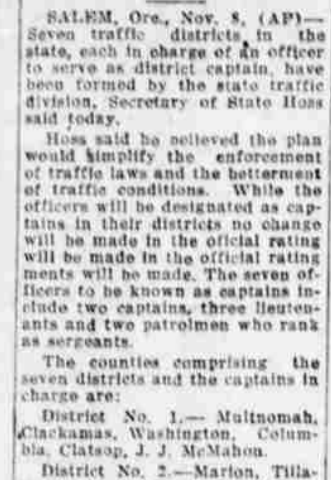 SALEM, Ore., Nov. 8, (AP)—
Seven traffic districts in the
state, each in charge of an officer
to serve as district captain, have
been formed by the state traffic
division, Secretary of State Hoss
said today.
Hoss said he believed the plan
would simplify the enforcement
of traffic laws and the betterment
of traffic conditions. While the
officers will be designated as cap-
tains in their districts no change
will be made in the oficial rating
will be made in the official rating
ments will be made. The seven of-
ficers to be known as captains in-
clude two captains, three lieuten-
ants and two patrolmen who rank
as sergeants.
The counties comprising the
seven districts and the captains in
charge are:
District No. 1.— Multnomah,
Clackamas, Washington, Colum-
bia, Clatsop, J. J. McMahon.
District No. 2.—Marion, Tilla-